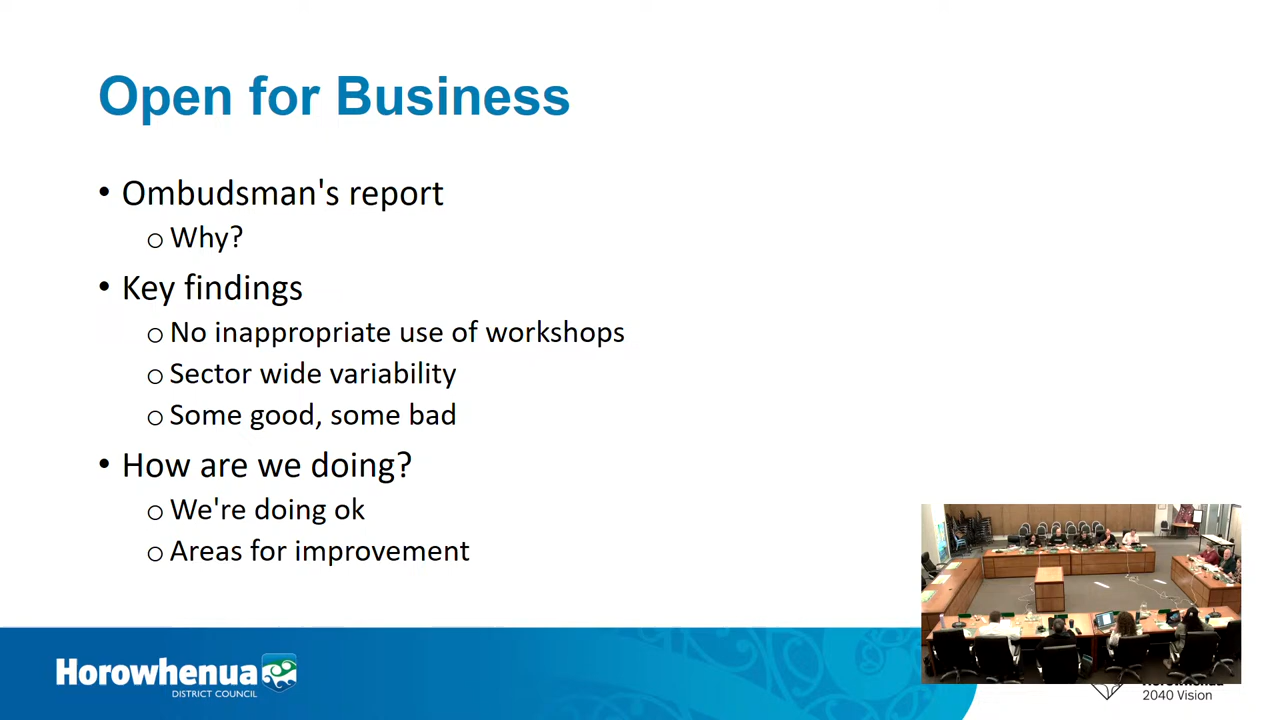 Open for Business
• Ombudsman's report
o Why?
• Key findings
o No inappropriate use of workshops
o Sector wide variability
o Some good, some bad
• How are we doing?
o We're doing ok
o Areas for improvement
Horowhenua
DISTRICT COUNCIL
2040 Vision